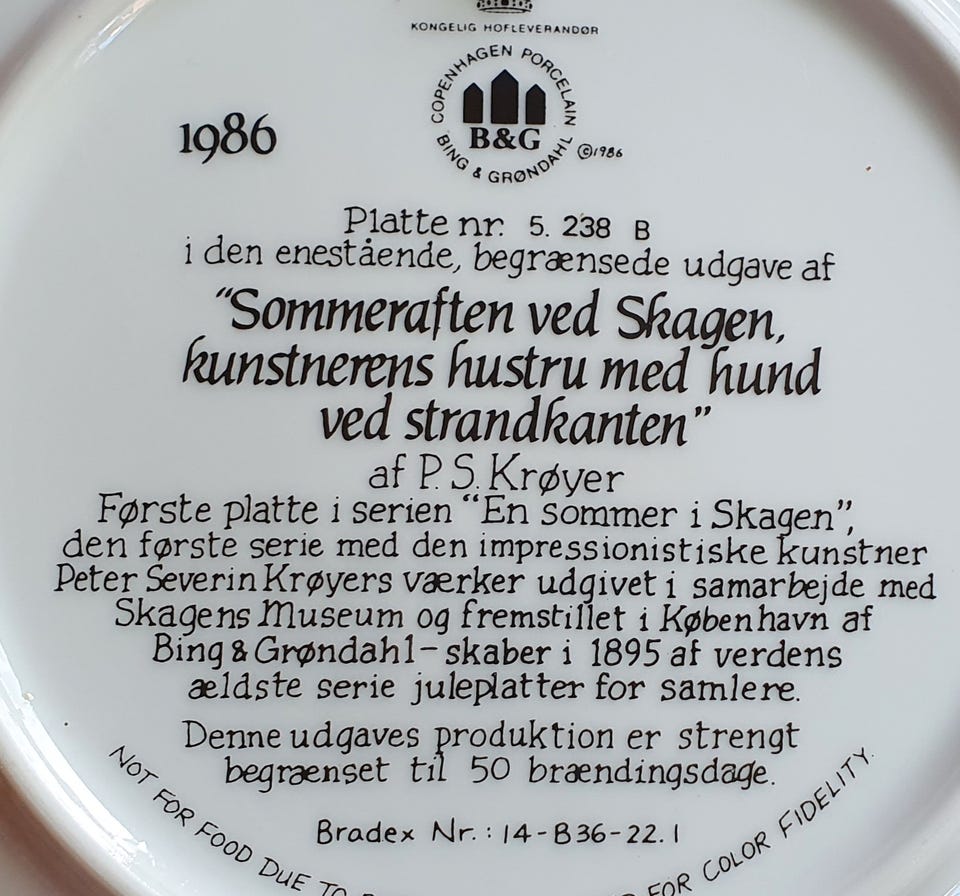 KONGELIG HOFLEVERANDØR
COPENHAGEN PORCELAIN
B&G
BING & GRØNDAHL
©1986
1986
Platte nr. 5. 238 B
i den enestående, begrænsede udgave af
"Sommeraften ved Skagen,
kunstnerens hustru med hund
ved strandkanten"
af P. S. Krøyer
Første platte i serien "En sommer i Skagen",
den første serie med den impressionistiske kunstner
Peter Severin Krøyers værker udgivet i samarbejde med
Skagens Museum og fremstillet i København af
Bing & Grøndahl – skaber i 1895 af verdens
ældste serie juleplatter for samlere.
Denne udgaves produktion er strengt
begrænset til 50 brændingsdage.
Bradex Nr.: 14-B36-22.1
NOT FOR FOOD DUE TO FOR COLOR FIDELITY.